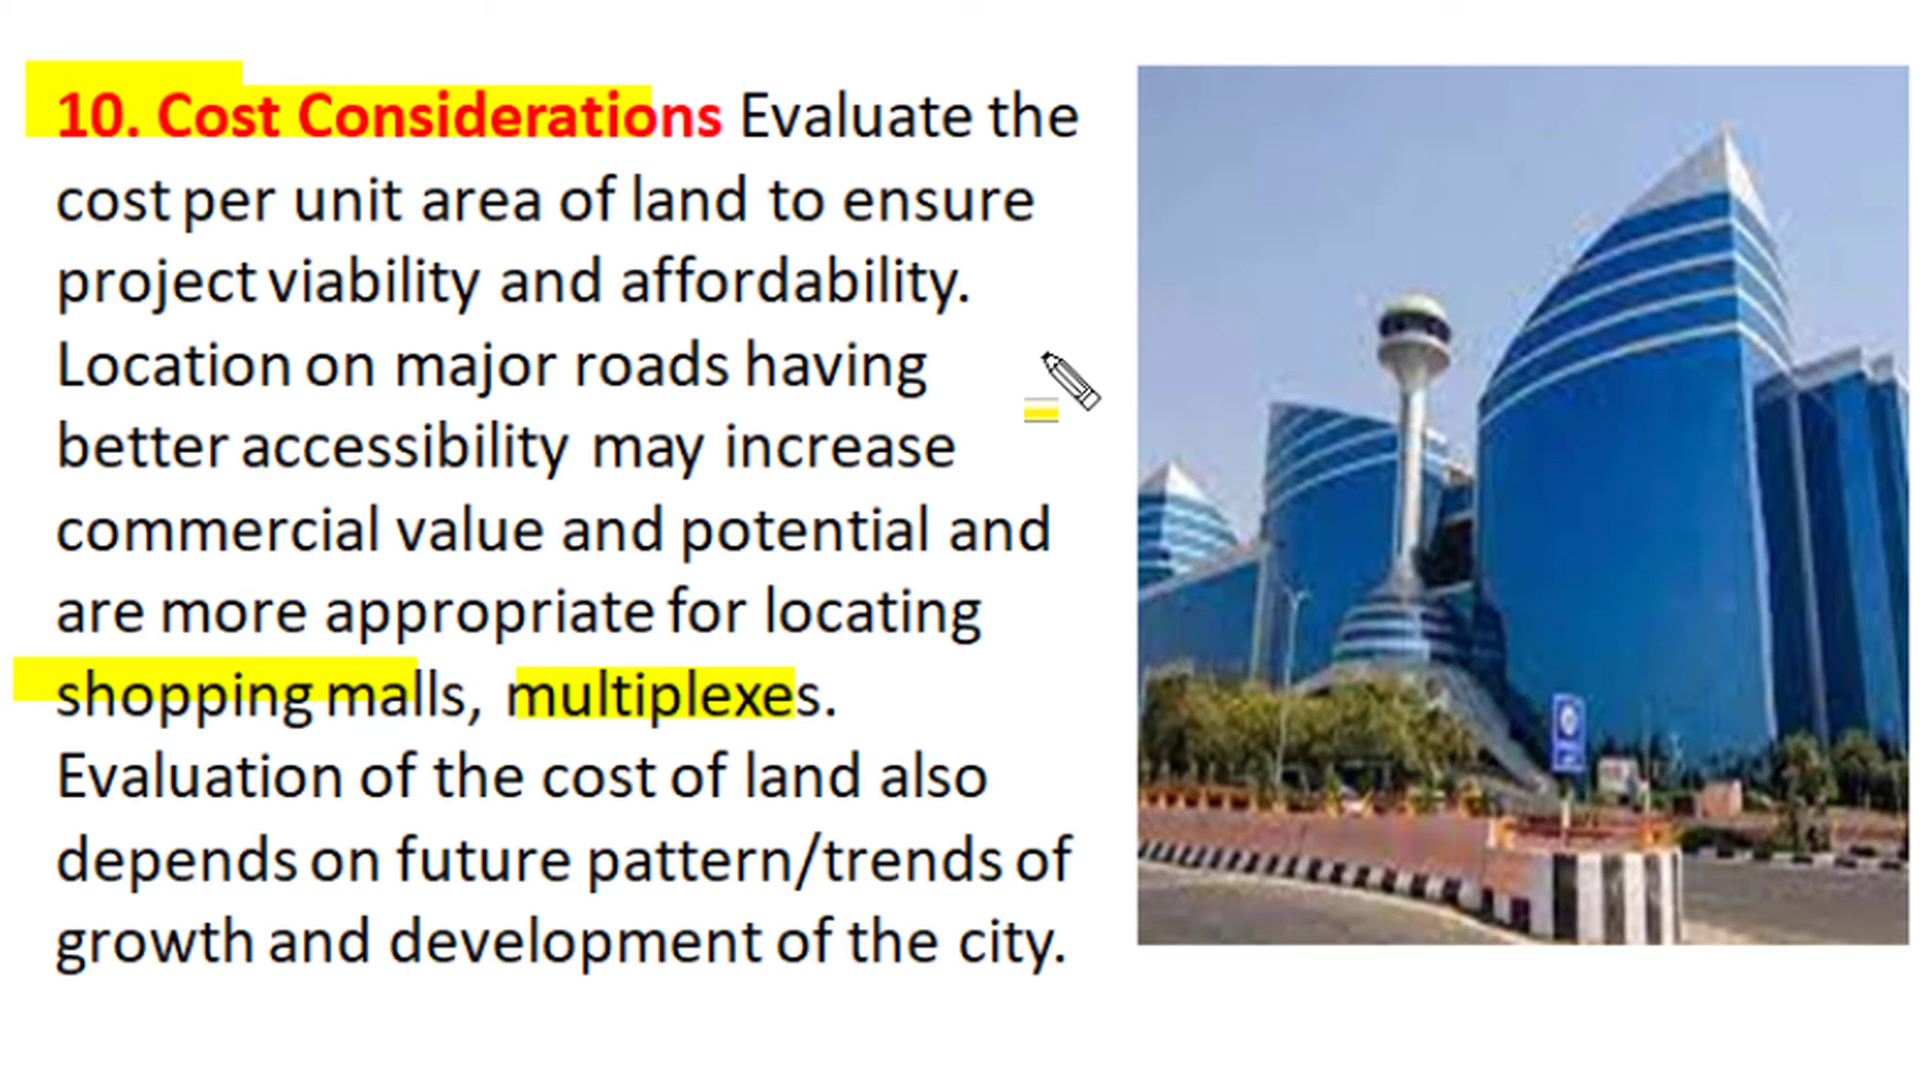 10. Cost Considerations Evaluate the
cost per unit area of land to ensure
project viability and affordability.
Location on major roads having
better accessibility may increase
commercial value and potential and
are more appropriate for locating
shopping malls, multiplexes.
Evaluation of the cost of land also
depends on future pattern/trends of
growth and development of the city.